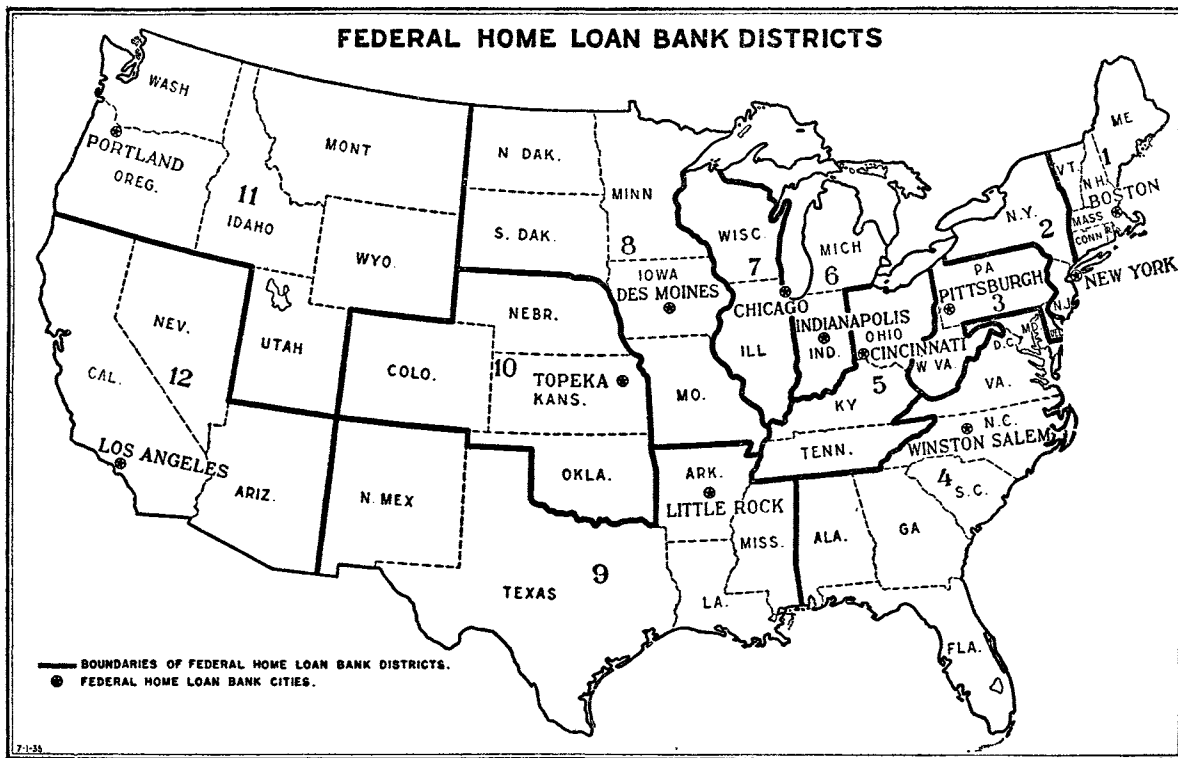 FEDERAL HOME LOAN BANK DISTRICTS
WASH
PORTLAND
OREG.
MONT
11
IDAHO
WYO.
N DAK.
S. DAK.
MINN
8
IOWA
DES MOINES
WISC.
7
MICH
6
CHICAGO
ILL
INDIANAPOLIS
IND.
OHIO
CINCINNATI
5
KY
TENN.
W VA.
ME
1
VT.
N H.
BOSTON
MASS
CONN
R I
N.Y.
2
NEW YORK
PA
PITTSBURGH
3
N.J.
MD.
D.C.
VA.
N.C.
WINSTON SALEM
4
S.C.
GA
ALA.
FLA.
NEBR.
10
TOPEKA
KANS.
COLO.
OKLA.
MO.
ARK.
LITTLE ROCK
MISS.
LA.
TEXAS
9
N. MEX
UTAH
NEV.
12
CAL.
LOS ANGELES
ARIZ.
BOUNDARIES OF FEDERAL HOME LOAN BANK DISTRICTS.
FEDERAL HOME LOAN BANK CITIES.
7-1-35